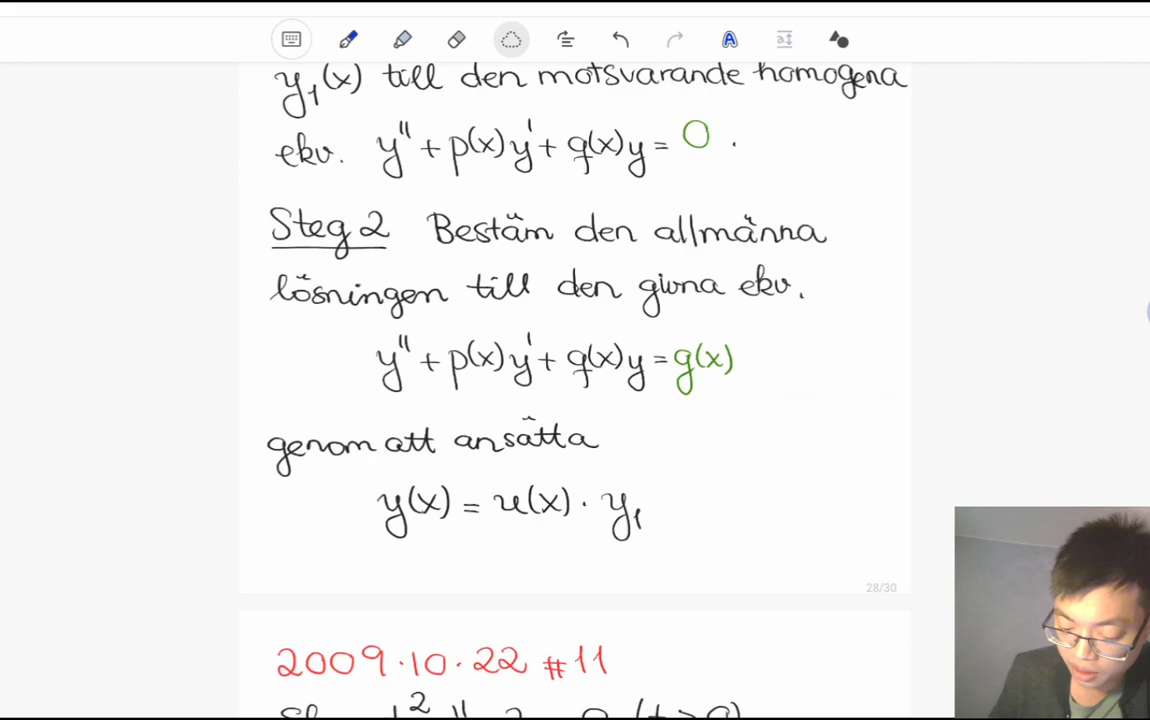 y₁(x) till den motsvarande homogena
ekv. y'' + p(x)y' + q(x)y = 0 .
Steg 2 Bestäm den allmänna
lösningen till den givna ekv.
y'' + p(x)y' + q(x)y = g(x)
genom att ansätta
y(x) = u(x) · y₁
28/30
2009.10.22 #11